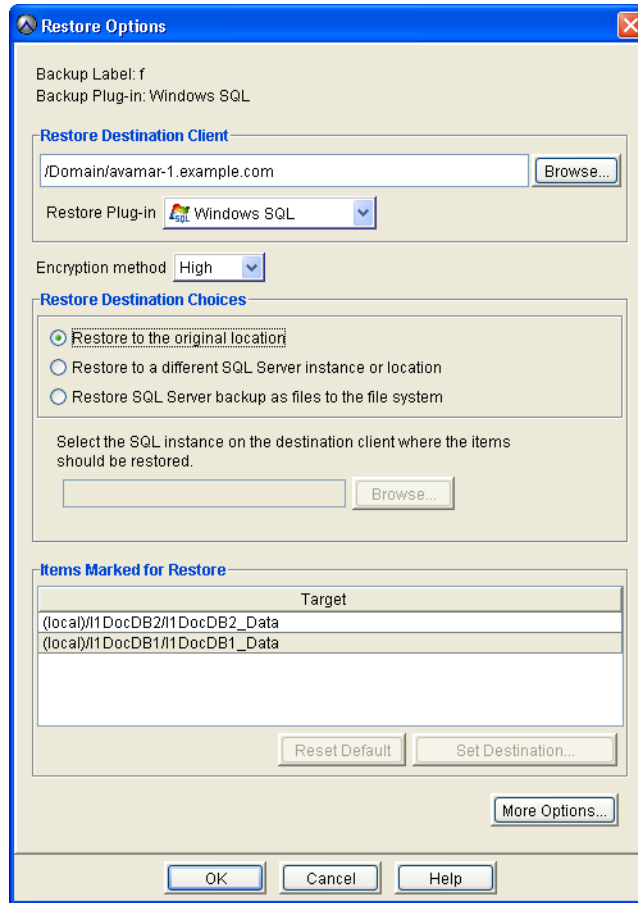 Restore Options
Backup Label: f
Backup Plug-in: Windows SQL
Restore Destination Client
/Domain/avamar-1.example.com
Browse...
Restore Plug-in
SQL
Windows SQL
Encryption method
High
Restore Destination Choices
Restore to the original location
Restore to a different SQL Server instance or location
Restore SQL Server backup as files to the file system
Select the SQL instance on the destination client where the items
should be restored.
Browse...
Items Marked for Restore
Target
(local)/I1DocDB2/I1DocDB2_Data
(local)/I1DocDB1/I1DocDB1_Data
Reset Default
Set Destination...
More Options...
OK
Cancel
Help